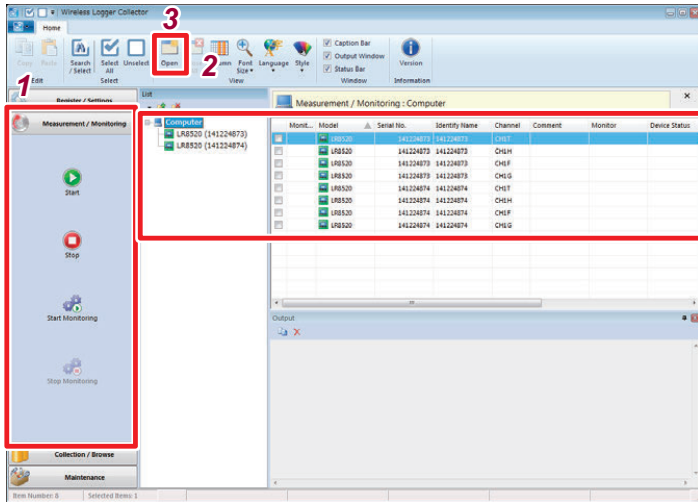 Wireless Logger Collector
Home
3
Copy
Paste
Search / Select
Select All
Unselect
Open
2
Font Size
Language
Style
Caption Bar
Output Window
Status Bar
Version
Edit
Select
View
Window
Information
1
Register / Settings
List
Measurement / Monitoring : Computer
Measurement / Monitoring
Computer
LR8520 (141224873)
LR8520 (141224874)
Monit... Model Serial No. Identify Name Channel Comment Monitor Device Status
LR8520 141224873 141224873 CH1T
LR8520 141224873 141224873 CH1H
LR8520 141224873 141224873 CH1F
LR8520 141224873 141224873 CH1G
LR8520 141224874 141224874 CH1T
LR8520 141224874 141224874 CH1H
LR8520 141224874 141224874 CH1F
LR8520 141224874 141224874 CH1G
Start
Stop
Start Monitoring
Stop Monitoring
Output
Collection / Browse
Maintenance
Item Number: 8 Selected Items: 1